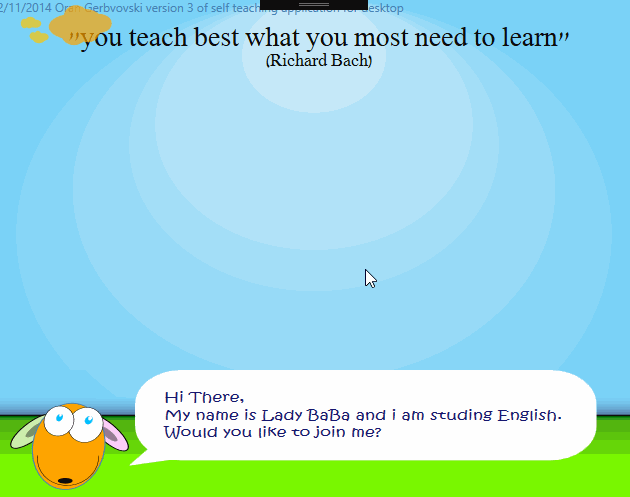 2/11/2014 Oran Gerbvovski version 3 of self teaching application for desktop
"you teach best what you most need to learn"
(Richard Bach)
Hi There,
My name is Lady BaBa and i am studing English.
Would you like to join me?